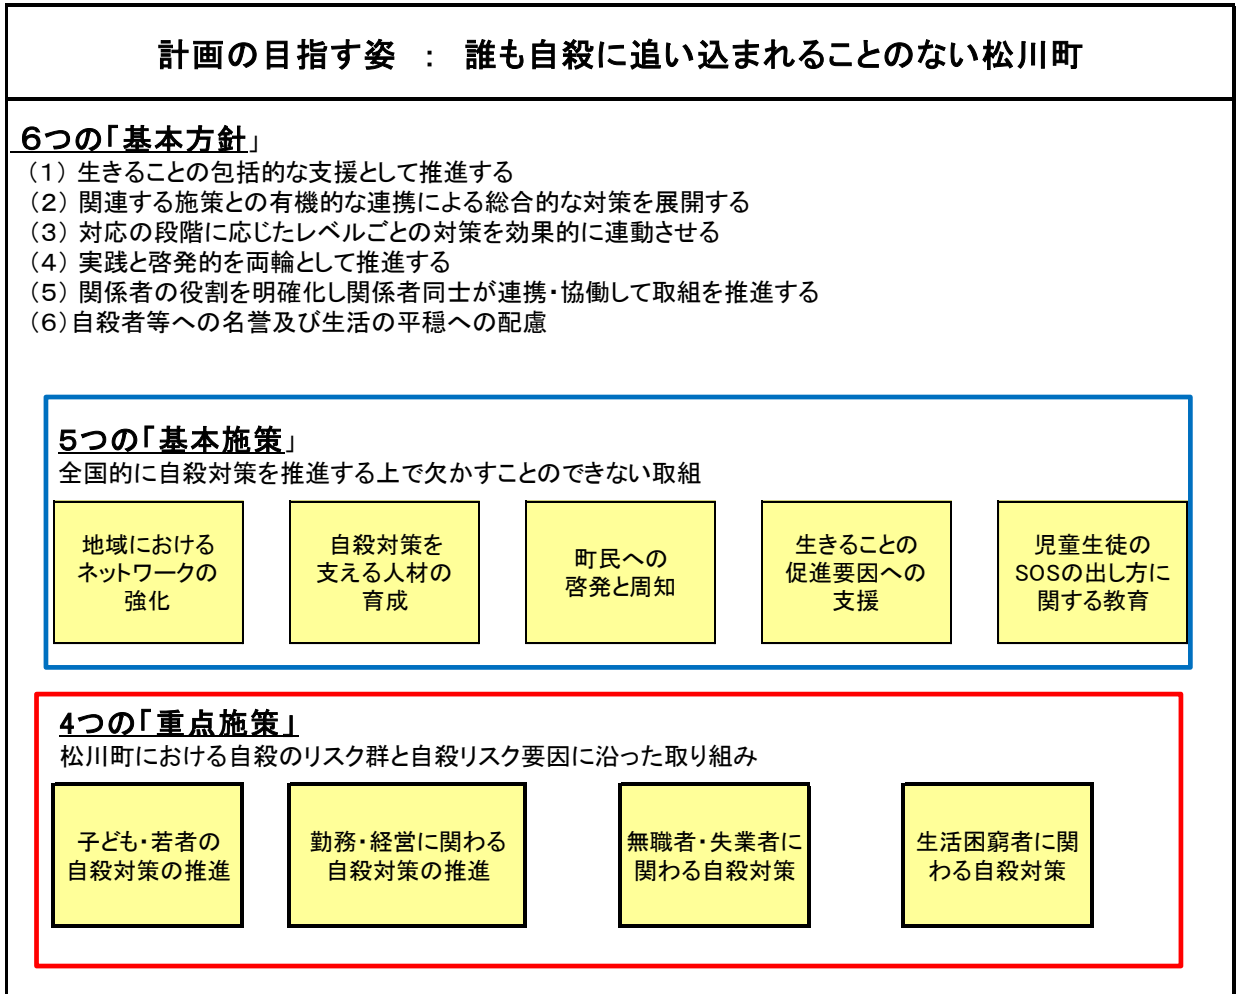 計画の目指す姿 ： 誰も自殺に追い込まれることのない松川町
６つの「基本方針」
（１） 生きることの包括的な支援として推進する
（２） 関連する施策との有機的な連携による総合的な対策を展開する
（３） 対応の段階に応じたレベルごとの対策を効果的に連動させる
（４） 実践と啓発的を両輪として推進する
（５） 関係者の役割を明確化し関係者同士が連携・協働して取組を推進する
（６）自殺者等への名誉及び生活の平穏への配慮
５つの「基本施策」
全国的に自殺対策を推進する上で欠かすことのできない取組
地域における
ネットワークの
強化
自殺対策を
支える人材の
育成
町民への
啓発と周知
生きることの
促進要因への
支援
児童生徒の
SOSの出し方に
関する教育
4つの「重点施策」
松川町における自殺のリスク群と自殺リスク要因に沿った取り組み
子ども・若者の
自殺対策の推進
勤務・経営に関わる
自殺対策の推進
無職者・失業者に
関わる自殺対策
生活困窮者に関
わる自殺対策